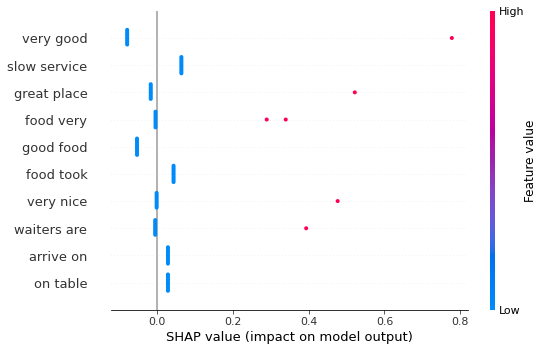 High
very good
slow service
great place
food very
good food
food took
very nice
waiters are
arrive on
on table
Feature value
Low
0.0 0.2 0.4 0.6 0.8
SHAP value (impact on model output)